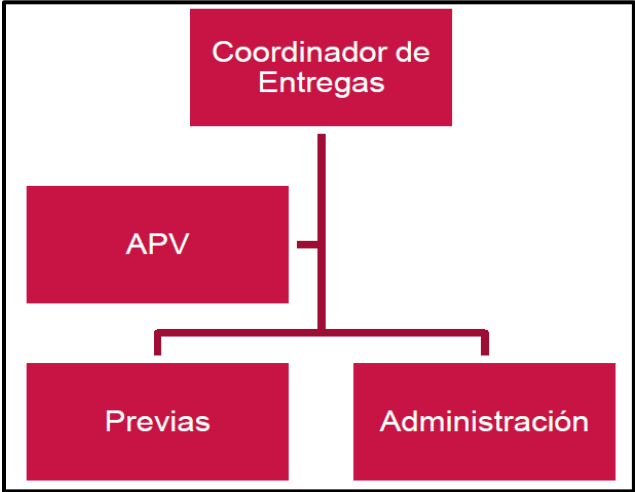 Coordinador de
Entregas
APV
Previas
Administración